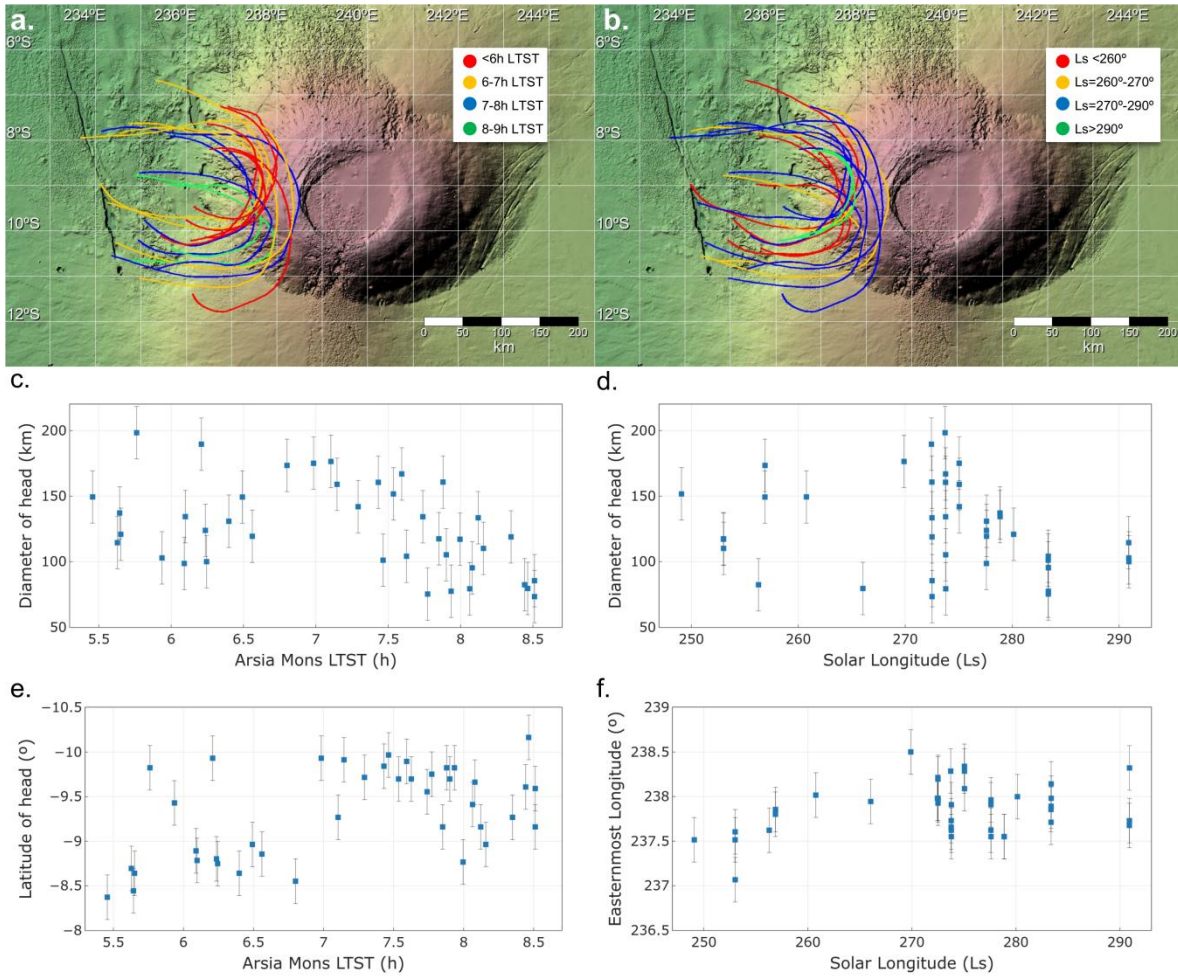 a.
234ºE 236ºE 238ºE 240ºE 242ºE 244ºE
6ºS
8ºS
10ºS
12ºS
<6h LTST
6-7h LTST
7-8h LTST
8-9h LTST
0 50 100 150 200
km
b.
234ºE 236ºE 238ºE 240ºE 242ºE 244ºE
6ºS
8ºS
10ºS
12ºS
Ls <260º
Ls=260º-270º
Ls=270º-290º
Ls>290º
0 50 100 150 200
km
c.
Diameter of head (km)
200
150
100
50
5.5 6 6.5 7 7.5 8 8.5
Arsia Mons LTST (h)
d.
Diameter of head (km)
200
150
100
50
250 260 270 280 290
Solar Longitude (Ls)
e.
Latitude of head (º)
−10.5
−10
−9.5
−9
−8.5
−8
5.5 6 6.5 7 7.5 8 8.5
Arsia Mons LTST (h)
f.
Easternmost Longitude (º)
239
238.5
238
237.5
237
236.5
250 260 270 280 290
Solar Longitude (Ls)